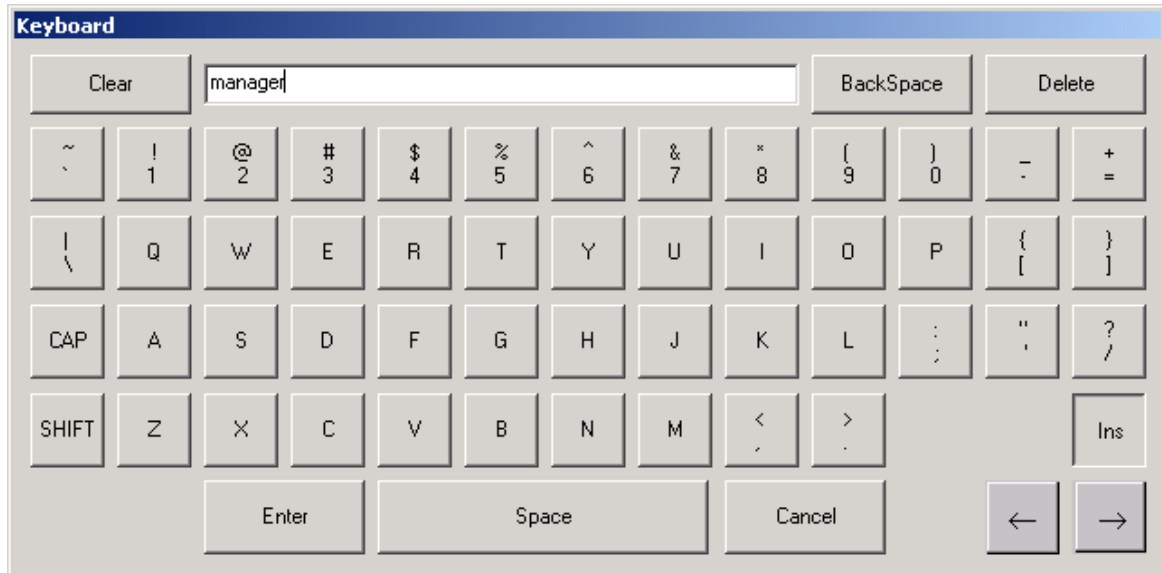 Keyboard
Clear manager BackSpace Delete
~ ! @ # $ % ^ & * ( ) _ +
` 1 2 3 4 5 6 7 8 9 0 - =
| Q W E R T Y U I O P { }
\ [ ]
CAP A S D F G H J K L : " ?
; ' /
SHIFT Z X C V B N M < > Ins
, .
Enter Space Cancel ← →